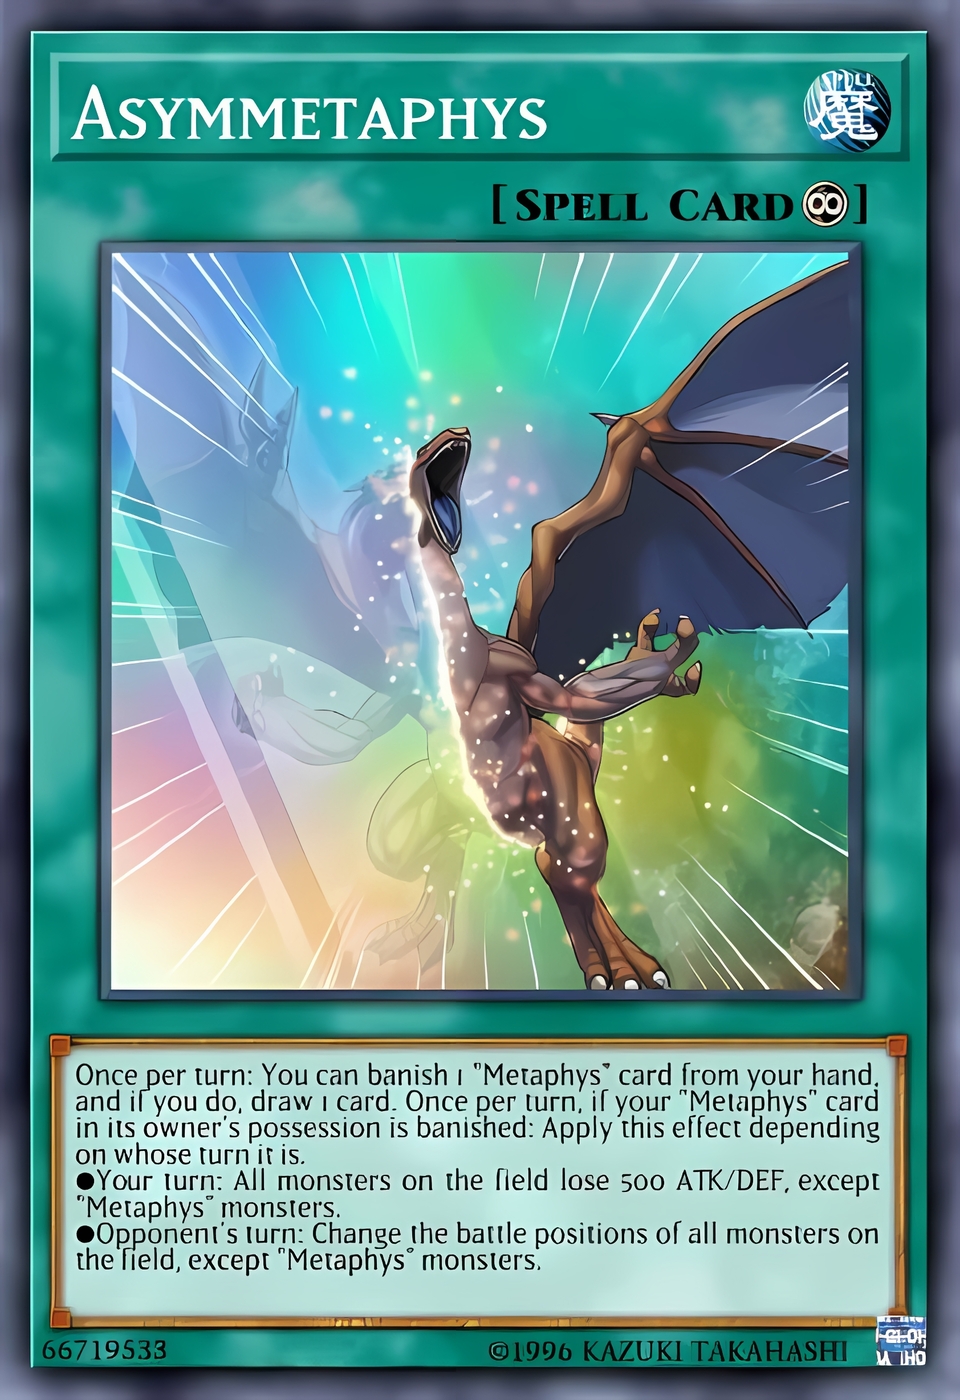 ASYMMETAPHYS
魔
[SPELL CARD ∞]
Once per turn: You can banish 1 "Metaphys" card from your hand,
and if you do, draw 1 card. Once per turn, if your "Metaphys" card
in its owner's possession is banished: Apply this effect depending
on whose turn it is.
●Your turn: All monsters on the field lose 500 ATK/DEF, except
"Metaphys" monsters.
●Opponent's turn: Change the battle positions of all monsters on
the field, except "Metaphys" monsters.
66719533
©1996 KAZUKI TAKAHASHI